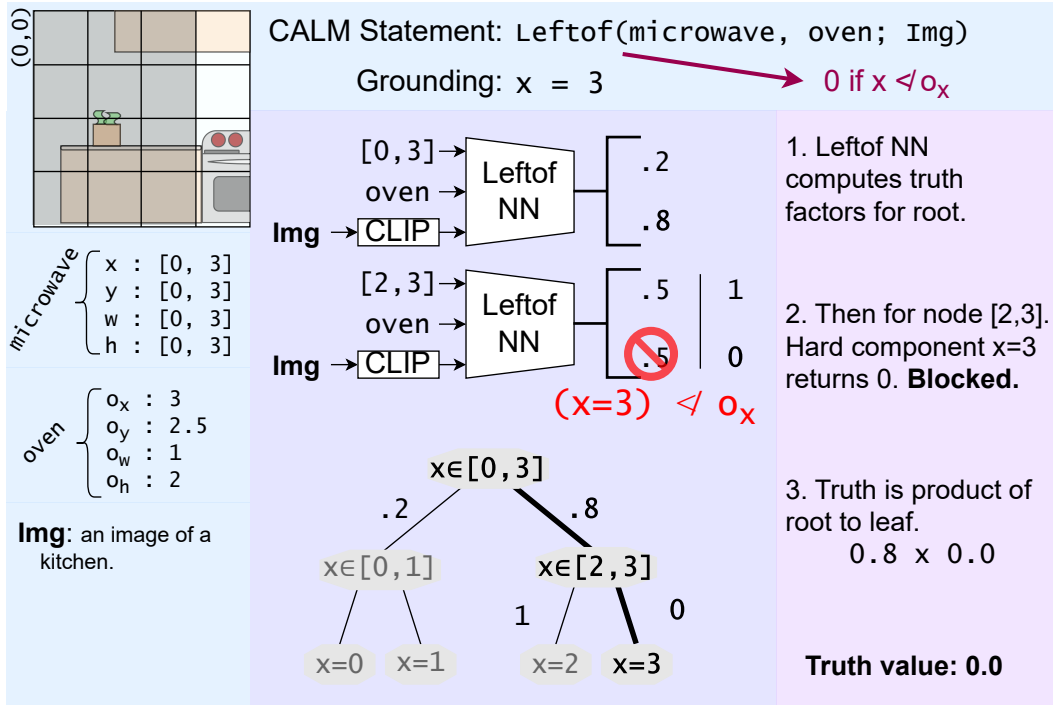 (0,0)
CALM Statement: Leftof(microwave, oven; Img)
Grounding: x = 3
0 if x ≮ oₓ
microwave
x : [0, 3]
y : [0, 3]
w : [0, 3]
h : [0, 3]
oven
oₓ : 3
o_y : 2.5
o_w : 1
o_h : 2
Img: an image of a
kitchen.
[0,3]
oven
Img
CLIP
Leftof
NN
.2
.8
[2,3]
oven
Img
CLIP
Leftof
NN
.5 1
.5 0
(x=3) ≮ oₓ
x∈[0,3]
.2
.8
x∈[0,1]
x∈[2,3]
1
0
x=0
x=1
x=2
x=3
1. Leftof NN
computes truth
factors for root.
2. Then for node [2,3].
Hard component x=3
returns 0. Blocked.
3. Truth is product of
root to leaf.
0.8 x 0.0
Truth value: 0.0